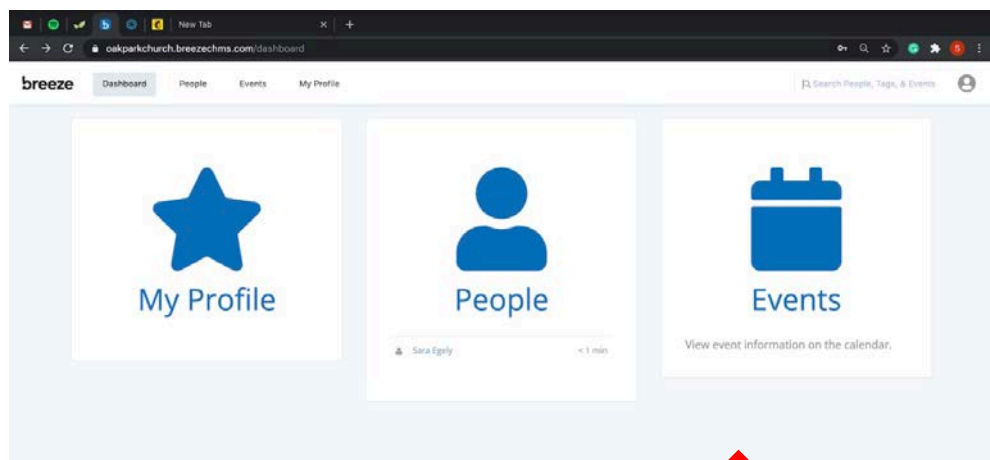 New Tab
oakparkchurch.breezechms.com/dashboard
breeze Dashboard People Events My Profile Search People, Tags, & Events
My Profile
People
Sara Egely < 1 min
Events
View event information on the calendar.